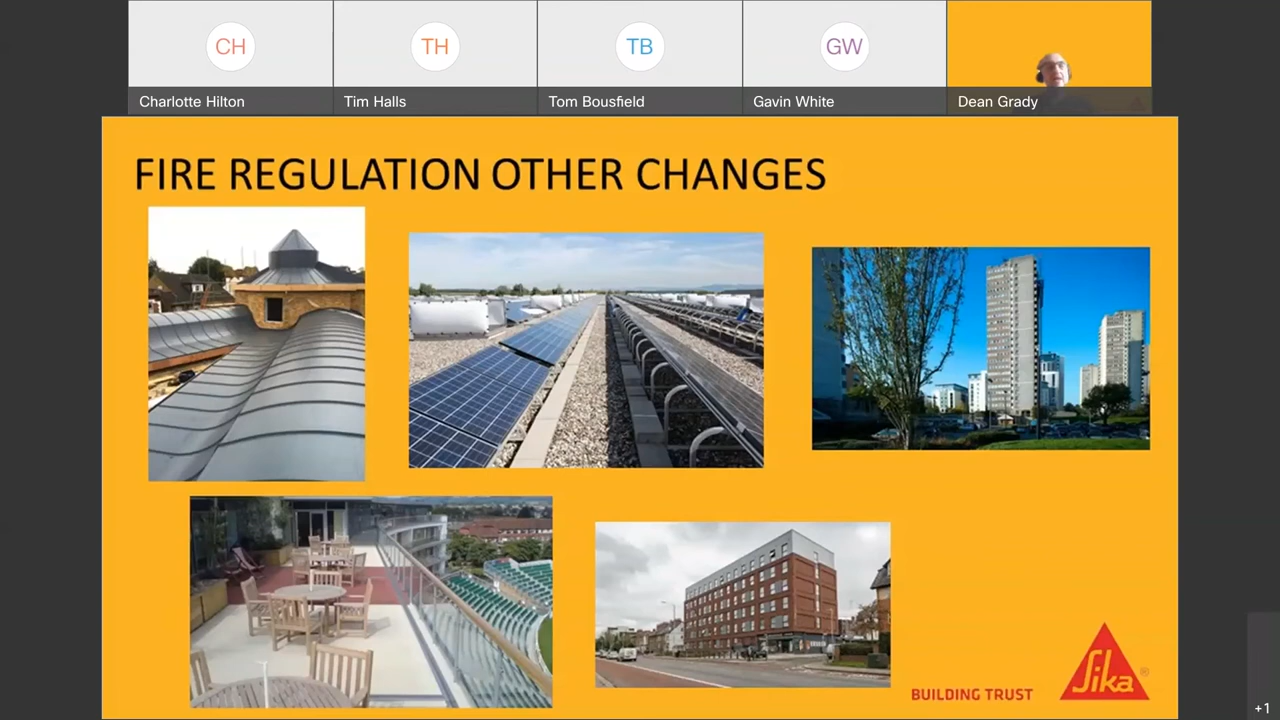 CH
TH
TB
GW
Charlotte Hilton
Tim Halls
Tom Bousfield
Gavin White
Dean Grady
FIRE REGULATION OTHER CHANGES
BUILDING TRUST
Sika®
+1